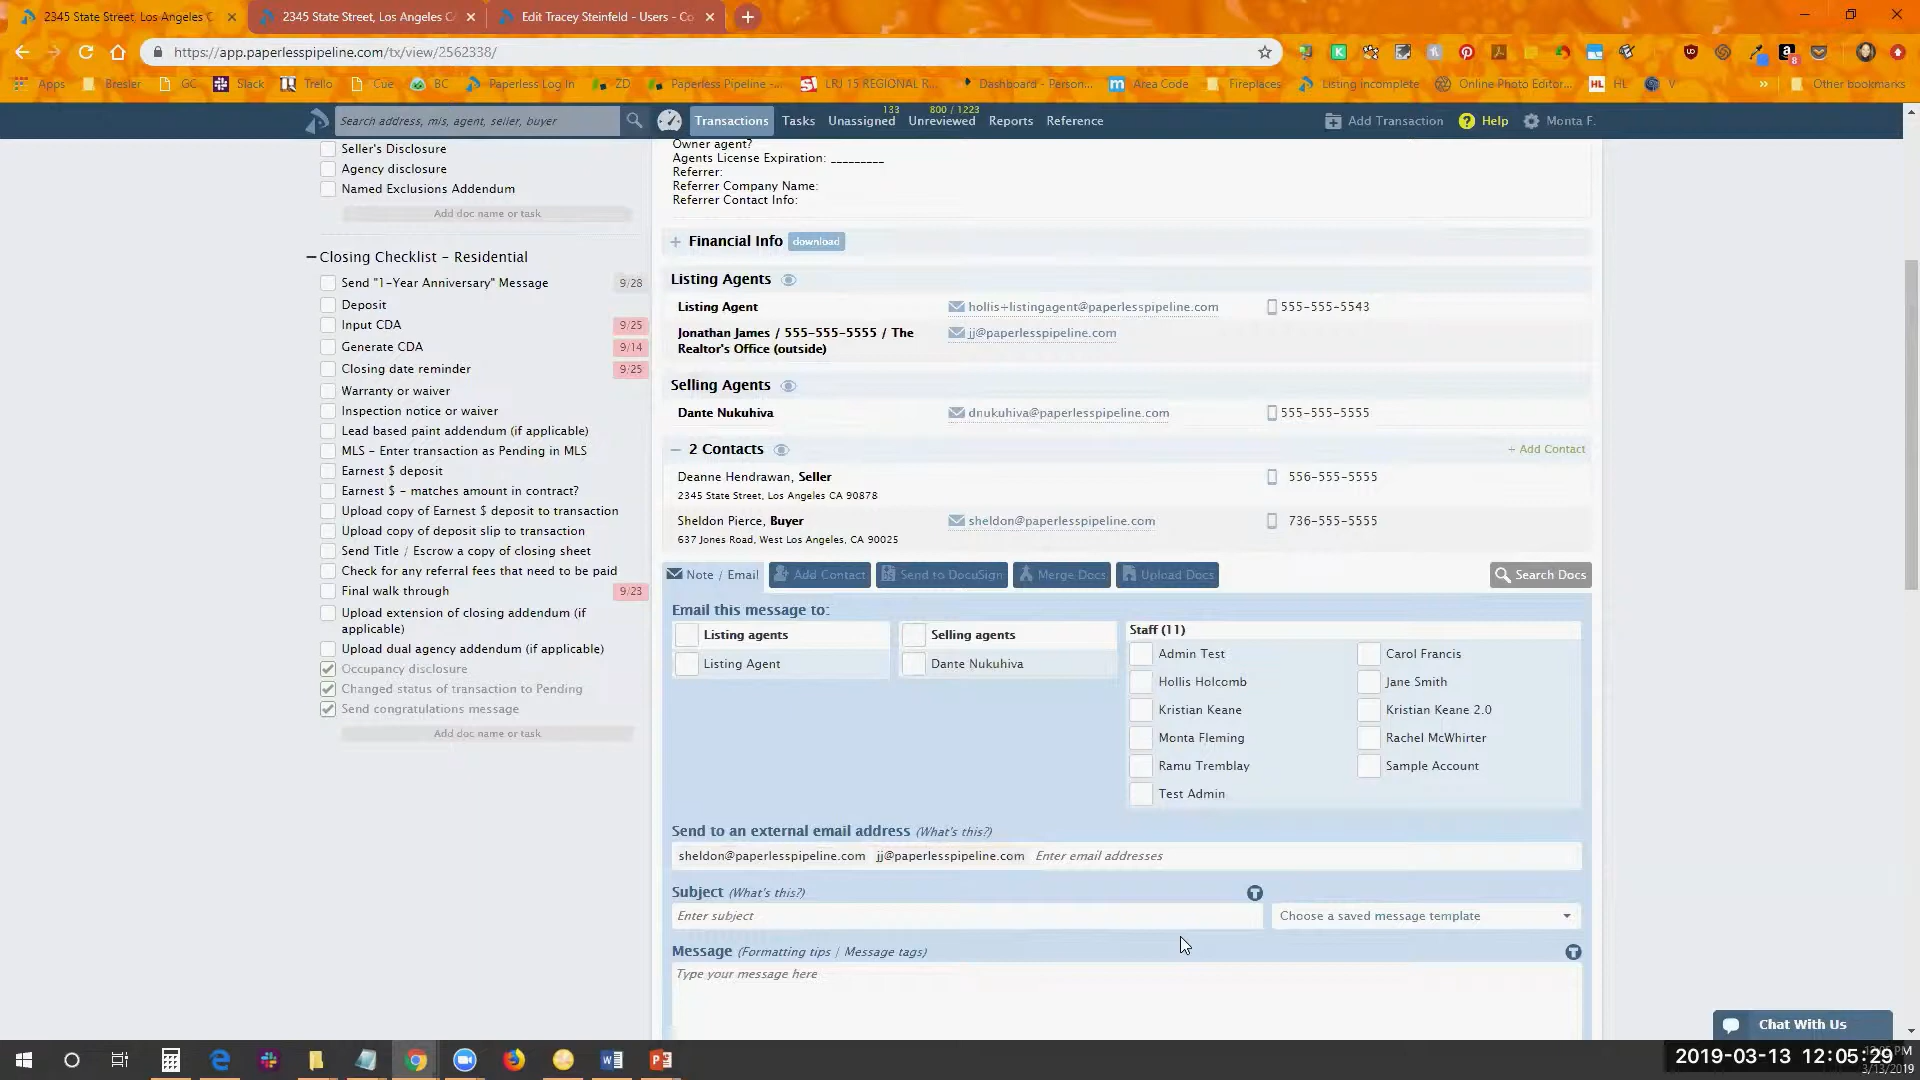 2345 State Street, Los Angeles C
2345 State Street, Los Angeles CA
Edit Tracey Steinfeld - Users - Co
https://app.paperlesspipeline.com/tx/view/2562338/
Apps
Bresler
GC
Slack
Trello
Cue
BC
Paperless Log In
ZD
Paperless Pipeline -...
LRJ 15 REGIONAL R...
Dashboard - Person...
Area Code
Fireplaces
Listing incomplete
Online Photo Editor...
HL
V
Other bookmarks
Search address, mls, agent, seller, buyer
Transactions
Tasks
133
Unassigned
800 / 1223
Unreviewed
Reports
Reference
Add Transaction
Help
Monta F.
Seller's Disclosure
Agency disclosure
Named Exclusions Addendum
Add doc name or task
Closing Checklist - Residential
Send "1-Year Anniversary" Message 9/28
Deposit
Input CDA 9/25
Generate CDA 9/14
Closing date reminder 9/25
Warranty or waiver
Inspection notice or waiver
Lead based paint addendum (if applicable)
MLS - Enter transaction as Pending in MLS
Earnest $ deposit
Earnest $ - matches amount in contract?
Upload copy of Earnest $ deposit to transaction
Upload copy of deposit slip to transaction
Send Title / Escrow a copy of closing sheet
Check for any referral fees that need to be paid
Final walk through 9/23
Upload extension of closing addendum (if
applicable)
Upload dual agency addendum (if applicable)
Occupancy disclosure
Changed status of transaction to Pending
Send congratulations message
Add doc name or task
Owner agent?
Agents License Expiration: _________
Referrer:
Referrer Company Name:
Referrer Contact Info:
Financial Info download
Listing Agents
Listing Agent hollis+listingagent@paperlesspipeline.com 555-555-5543
Jonathan James / 555-555-5555 / The jj@paperlesspipeline.com
Realtor's Office (outside)
Selling Agents
Dante Nukuhiva dnukuhiva@paperlesspipeline.com 555-555-5555
2 Contacts + Add Contact
Deanne Hendrawan, Seller 556-555-5555
2345 State Street, Los Angeles CA 90878
Sheldon Pierce, Buyer sheldon@paperlesspipeline.com 736-555-5555
637 Jones Road, West Los Angeles, CA 90025
Note / Email
Add Contact
Send to DocuSign
Merge Docs
Upload Docs
Search Docs
Email this message to:
Listing agents
Listing Agent
Selling agents
Dante Nukuhiva
Staff (11)
Admin Test Carol Francis
Hollis Holcomb Jane Smith
Kristian Keane Kristian Keane 2.0
Monta Fleming Rachel McWhirter
Ramu Tremblay Sample Account
Test Admin
Send to an external email address (What's this?)
sheldon@paperlesspipeline.com jj@paperlesspipeline.com Enter email addresses
Subject (What's this?)
Enter subject
Choose a saved message template
Message (Formatting tips / Message tags)
Type your message here
Chat With Us
2019-03-13 12:05:29
3/13/2019